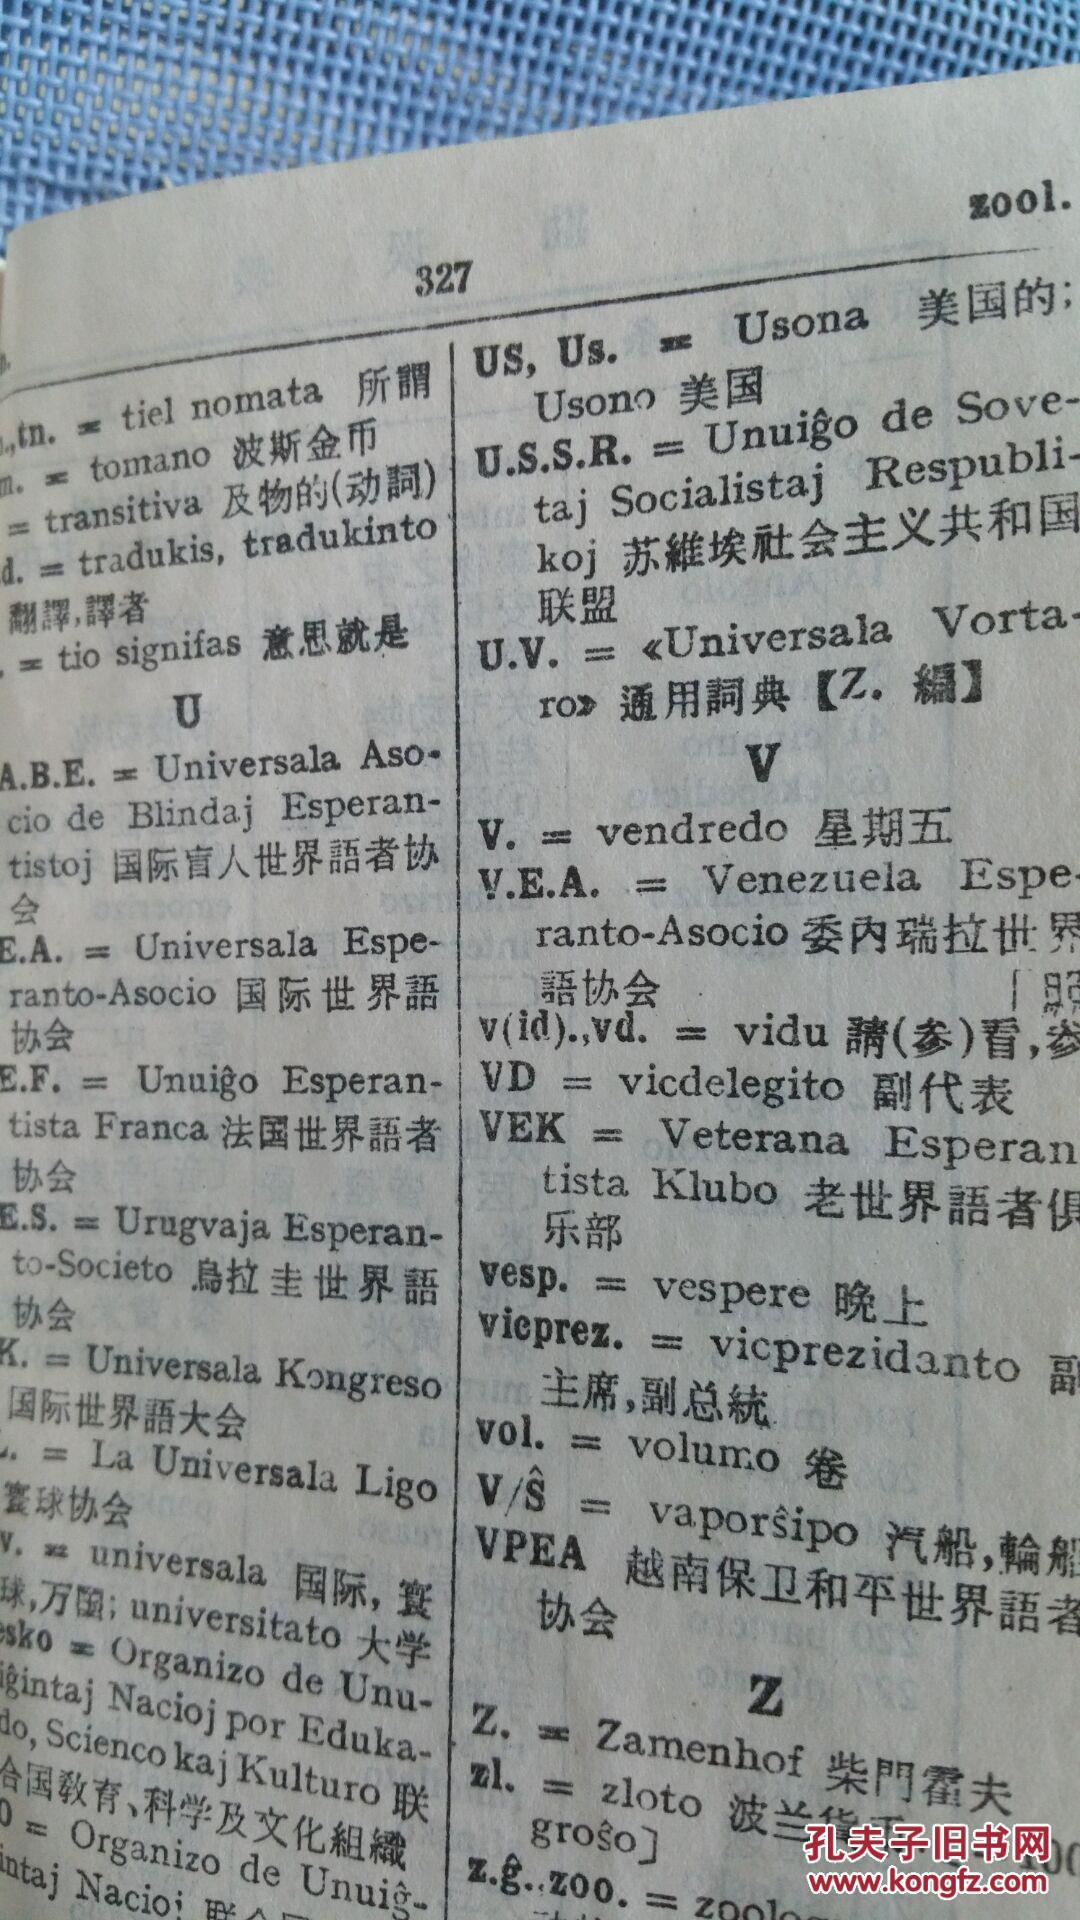 zool.
327
tn. = tiel nomata 所謂
= tomano 波斯金币
= transitiva 及物的(动詞)
d. = tradukis, tradukinto
翻譯,譯者
= tio signifas 意思就是
U
A.B.E. = Universala Aso-
cio de Blindaj Esperan-
tistoj 国际盲人世界語者协
会
E.A. = Universala Espe-
ranto-Asocio 国际世界語
协会
E.F. = Unuiĝo Esperan-
tista Franca 法国世界語者
协会
E.S. = Urugvaja Esperan-
to-Societo 烏拉圭世界語
协会
K. = Universala Kongreso
国际世界語大会
L. = La Universala Ligo
寰球协会
v. = universala 国际, 寰
球,万国; universitato 大学
esko = Organizo de Unu-
iĝintaj Nacioj por Eduka-
do, Scienco kaj Kulturo 联
合国敎育、科学及文化組織
O = Organizo de Unuiĝ-
intaj Nacioj
US, Us. = Usona 美国的;
Usono 美国
U.S.S.R. = Unuiĝo de Sove-
taj Socialistaj Respubli-
koj 苏維埃社会主义共和国
联盟
U.V. = «Universala Vorta-
ro» 通用詞典【Z. 編】
V
V. = vendredo 星期五
V.E.A. = Venezuela Espe-
ranto-Asocio 委內瑞拉世界
語协会 [照
v(id).,vd. = vidu 請(参)看,参
VD = vicdelegito 副代表
VEK = Veterana Esperan
tista Klubo 老世界語者俱
乐部
vesp. = vespere 晚上
vicprez. = vicprezidanto 副
主席,副总統
vol. = volumo 卷
V/Ŝ = vaporŝipo 汽船,輪船
VPEA 越南保卫和平世界語者
协会
Z
Z. = Zamenhof 柴門霍夫
zl. = zloto 波兰货币
100
groŝo]
z.ĝ.,zoo. =
孔夫子旧书网
www.kongfz.com